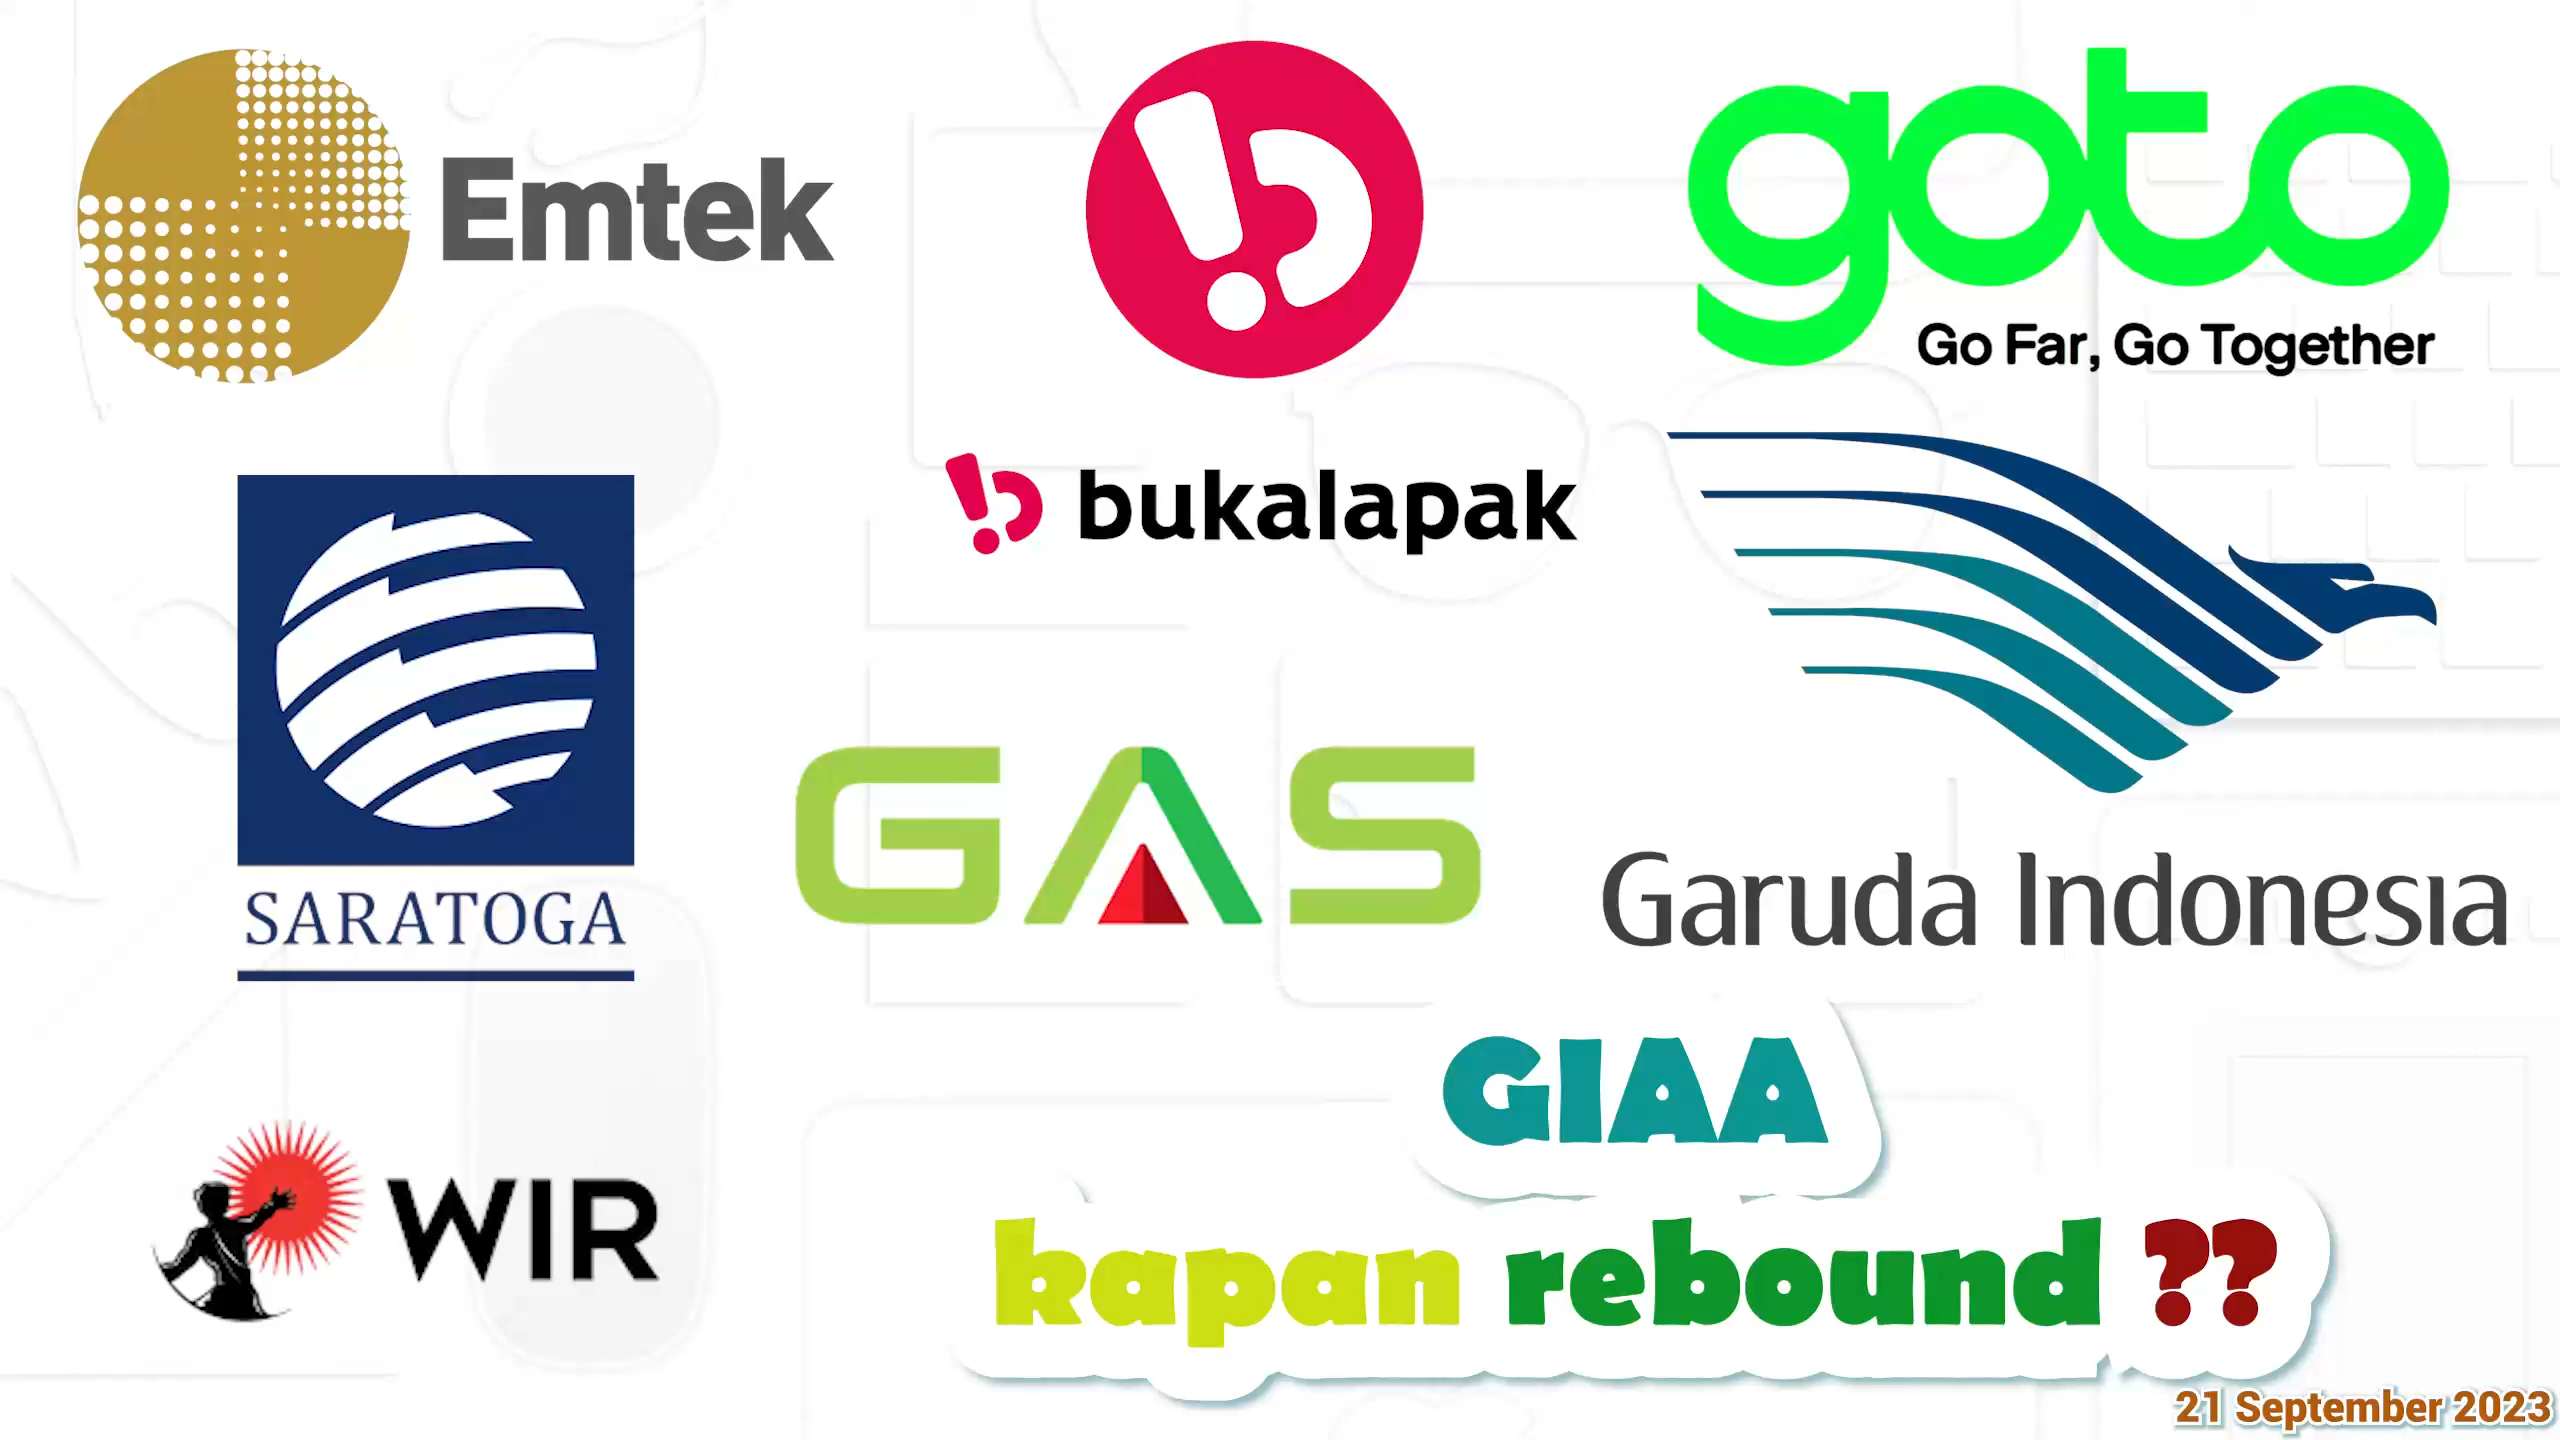 Emtek
goto
Go Far, Go Together
bukalapak
SARATOGA
GAS
Garuda Indonesia
WIR
GIAA
kapan rebound ??
21 September 2023